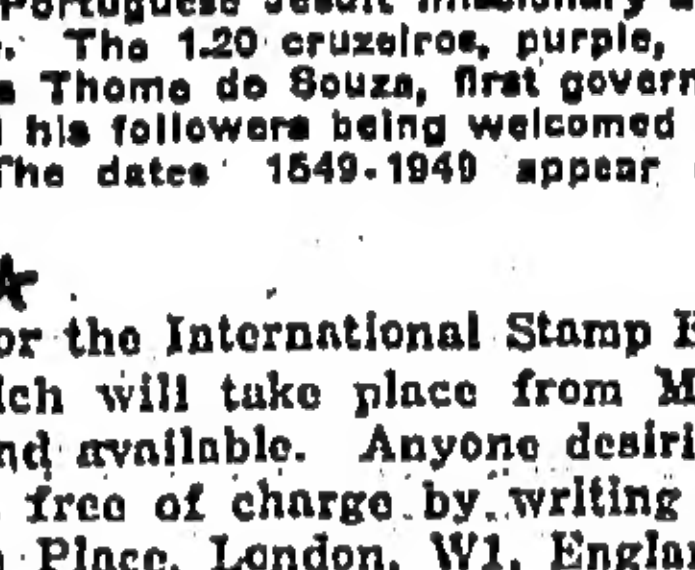 Portuguese Jesuit missionary
The 1.20 cruzeiros, purple,
Thome de Souza, first govern
his followers being welcomed
The dates 1549-1949 appear
or the International Stamp E
ich will take place from M
nd available. Anyone desiri
free of charge by writing
Place, London, W1, Englan